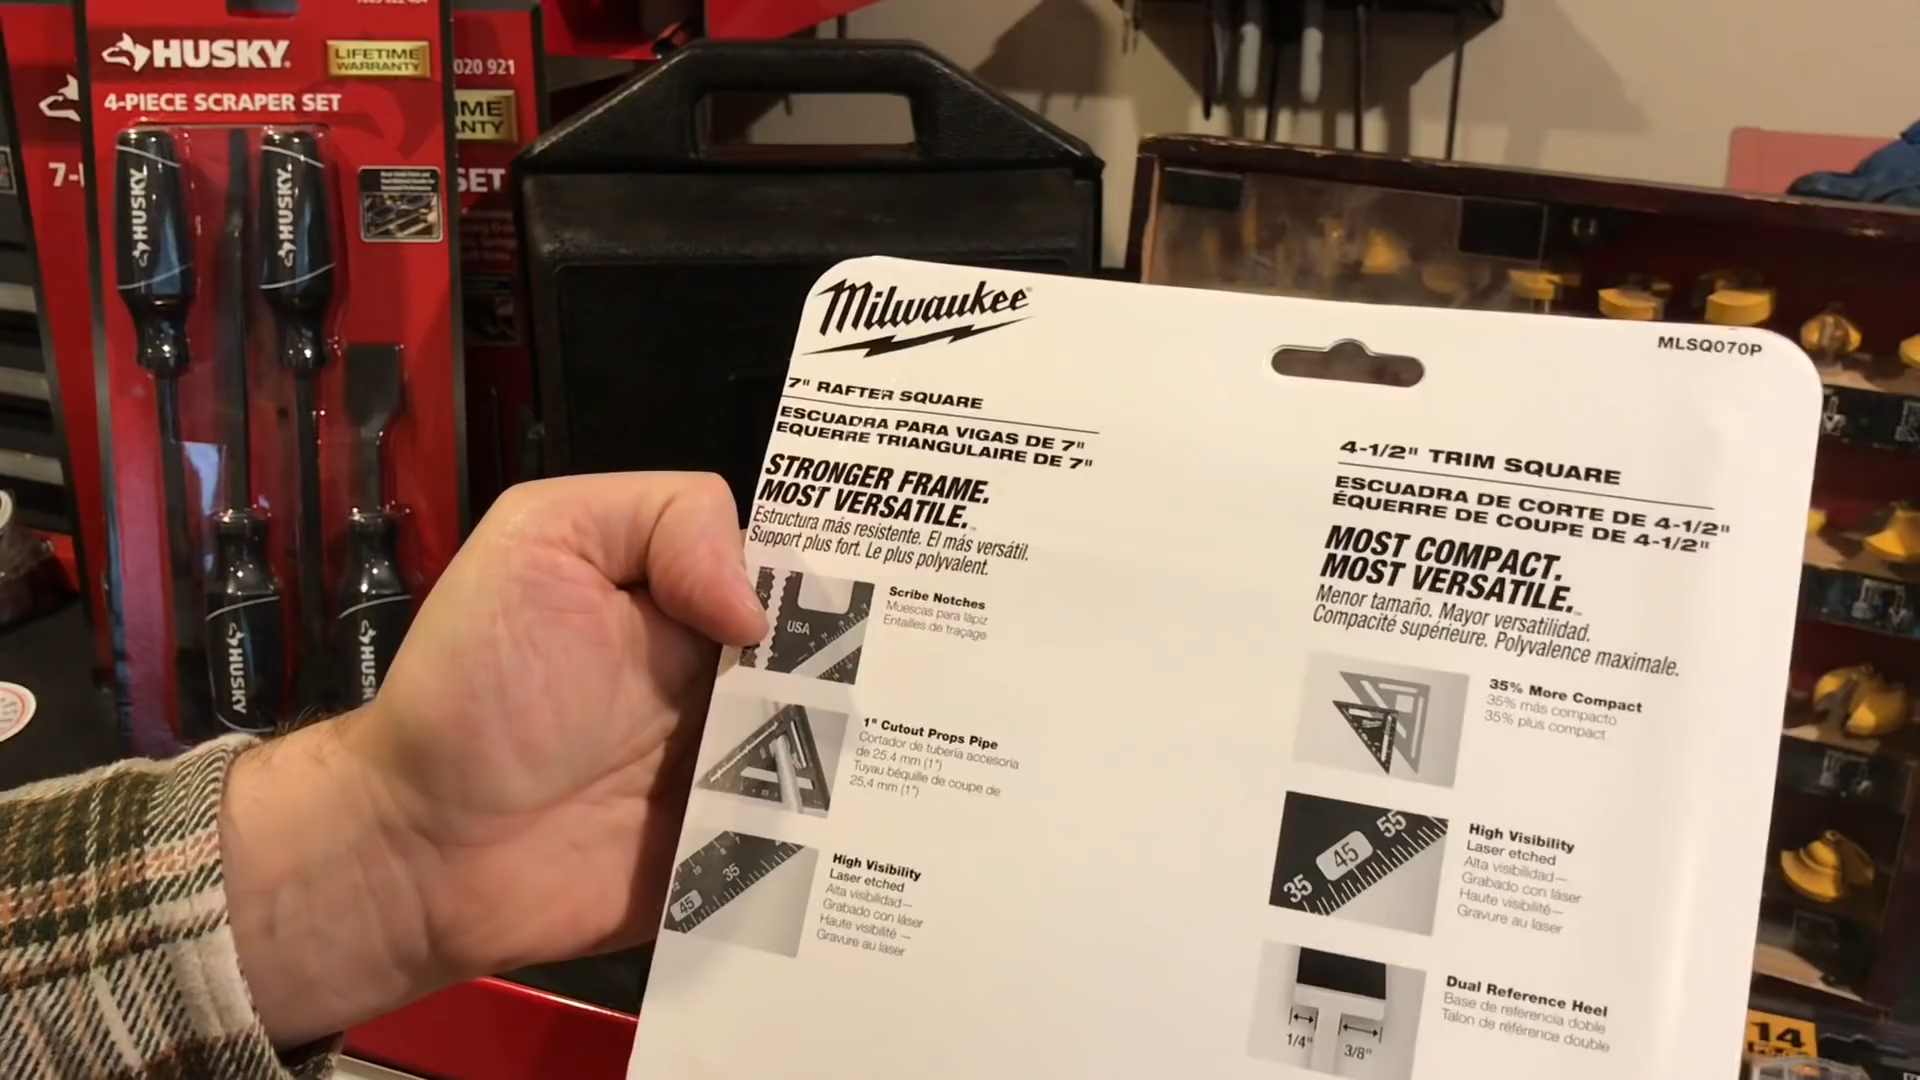 HUSKY
LIFETIME
WARRANTY
4-PIECE SCRAPER SET
HUSKY
HUSKY
HUSKY
020 921
SET
Milwaukee
MLSQ070P
7" RAFTER SQUARE
ESCUADRA PARA VIGAS DE 7"
EQUERRE TRIANGULAIRE DE 7"
STRONGER FRAME.
MOST VERSATILE.
Estructura más resistente. El más versátil.
Support plus fort. Le plus polyvalent.
USA
Scribe Notches
Muescas para lápiz
Entailles de traçage
1" Cutout Props Pipe
Cortador de tubería accesoria
de 25.4 mm (1")
Tuyau béquille de coupe de
25,4 mm (1")
35
45
High Visibility
Laser etched
Alta visibilidad—
Grabado con láser
Haute visibilité —
Gravure au laser
4-1/2" TRIM SQUARE
ESCUADRA DE CORTE DE 4-1/2"
ÉQUERRE DE COUPE DE 4-1/2"
MOST COMPACT.
MOST VERSATILE.
Menor tamaño. Mayor versatilidad.
Compacité supérieure. Polyvalence maximale.
35% More Compact
35% más compacto
35% plus compact
55
45
35
High Visibility
Laser etched
Alta visibilidad—
Grabado con láser
Haute visibilité—
Gravure au laser
1/4"
3/8"
Dual Reference Heel
Base de referencia doble
Talon de référence double
14